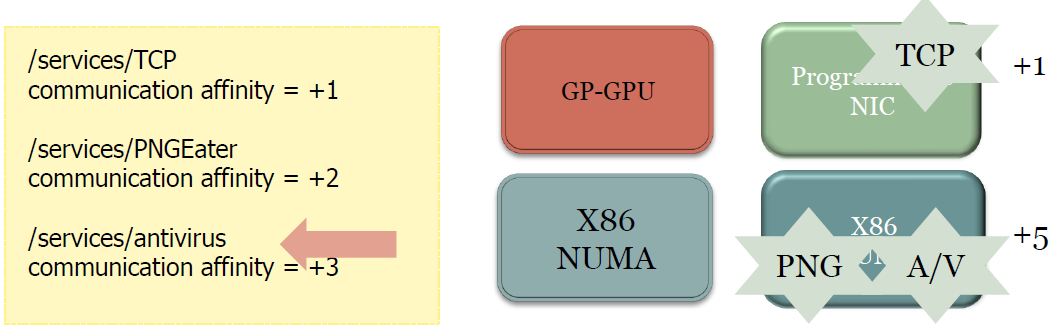 /services/TCP
communication affinity = +1
/services/PNGEater
communication affinity = +2
/services/antivirus
communication affinity = +3
GP-GPU
TCP
+1
NIC
X86
NUMA
X86
+5
PNG
A/V